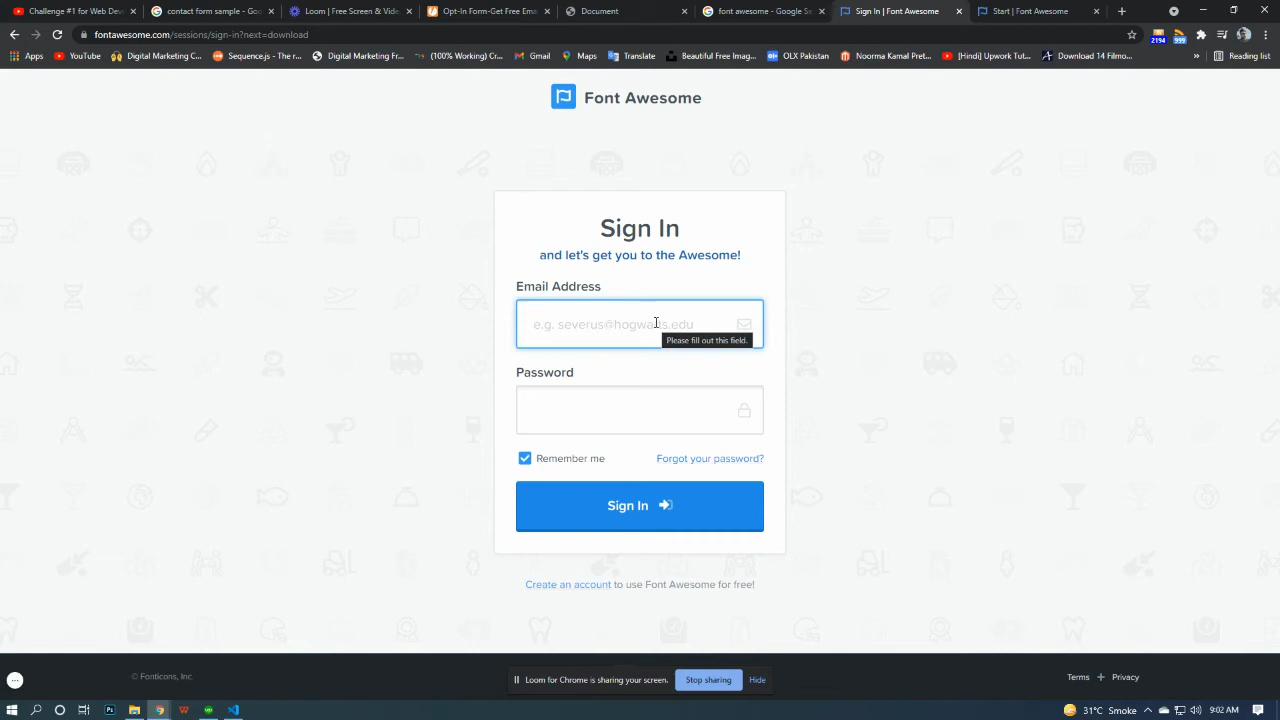 Challenge #1 for Web Dev
contact form sample - Go
Loom | Free Screen & Video
Opt-In Form-Get Free Ema
Document
Font awesome - Google Se
Sign In | Font Awesome
Start | Font Awesome
fontawesome.com/sessions/sign-in?next=download
2194
999
Apps
YouTube
Digital Marketing C...
Sequence.js - The r...
Digital Marketing Fr...
(100% Working) Cr...
Gmail
Maps
Translate
Beautiful Free Imag...
OLX Pakistan
Noorma Kamal Pret...
[Hindi] Upwork Tut...
Download 14 Filmo...
Reading list
Font Awesome
Sign In
and let's get you to the Awesome!
Email Address
e.g. severus@hogwarts.edu
Please fill out this field.
Password
Remember me
Forgot your password?
Sign In
Create an account to use Font Awesome for free!
© Fonticons, Inc.
Loom for Chrome is sharing your screen.
Stop sharing
Hide
Terms + Privacy
31°C Smoke
9:02 AM